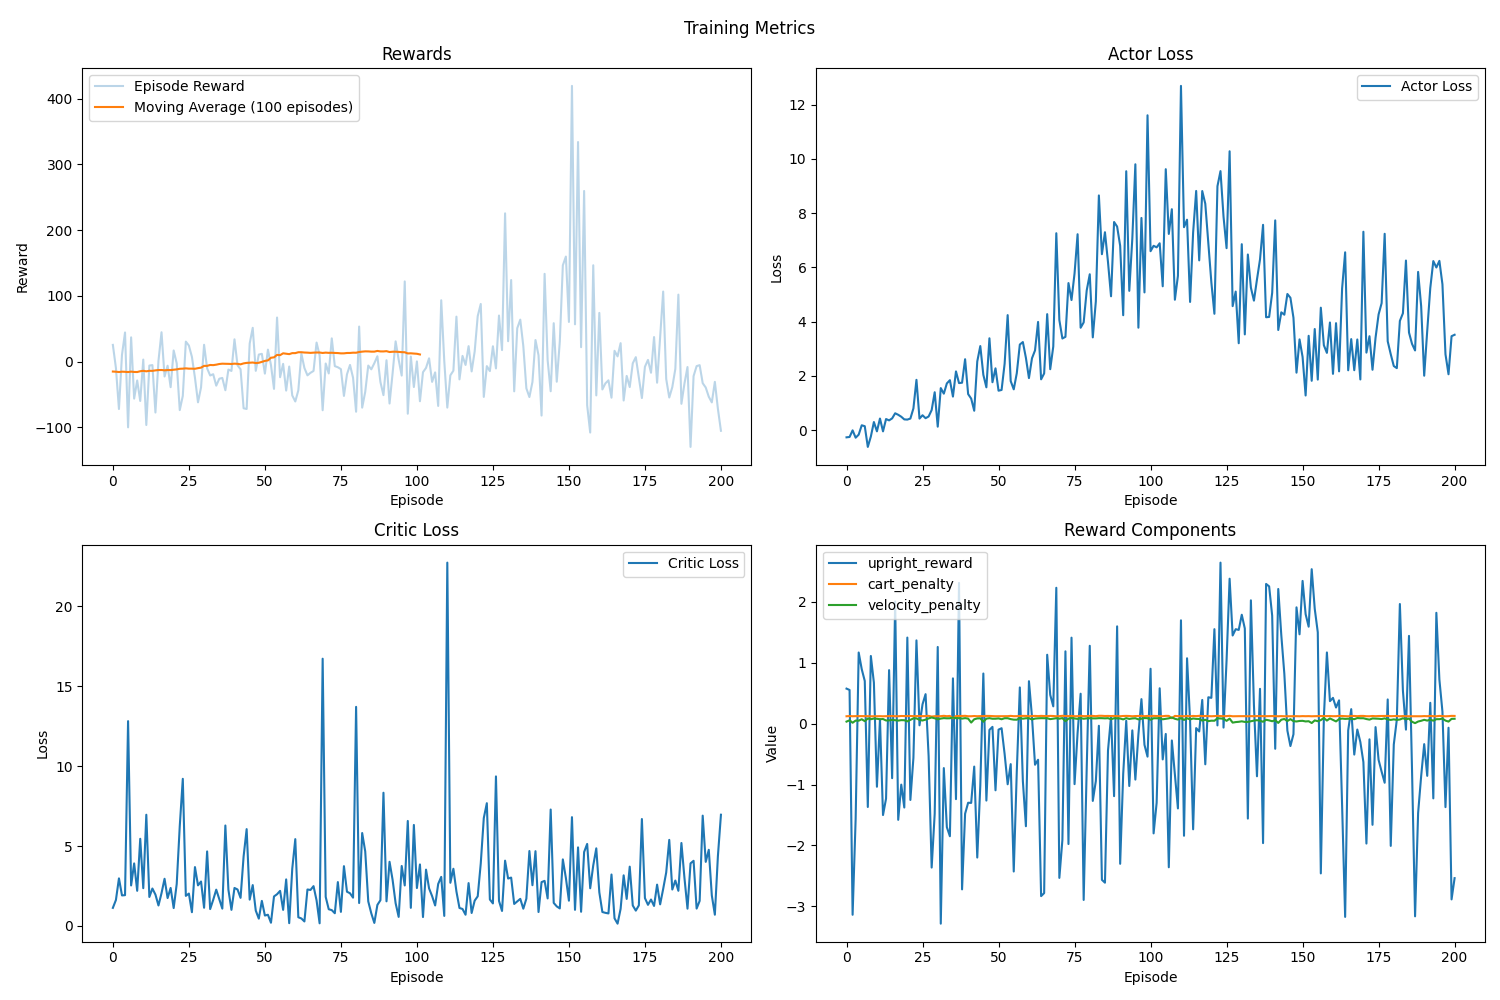 Training Metrics
Rewards
Episode Reward
Moving Average (100 episodes)
Reward
400
300
200
100
0
−100
0 25 50 75 100 125 150 175 200
Episode
Actor Loss
Actor Loss
Loss
12
10
8
6
4
2
0
0 25 50 75 100 125 150 175 200
Episode
Critic Loss
Critic Loss
Loss
20
15
10
5
0
0 25 50 75 100 125 150 175 200
Episode
Reward Components
upright_reward
cart_penalty
velocity_penalty
Value
2
1
0
−1
−2
−3
0 25 50 75 100 125 150 175 200
Episode